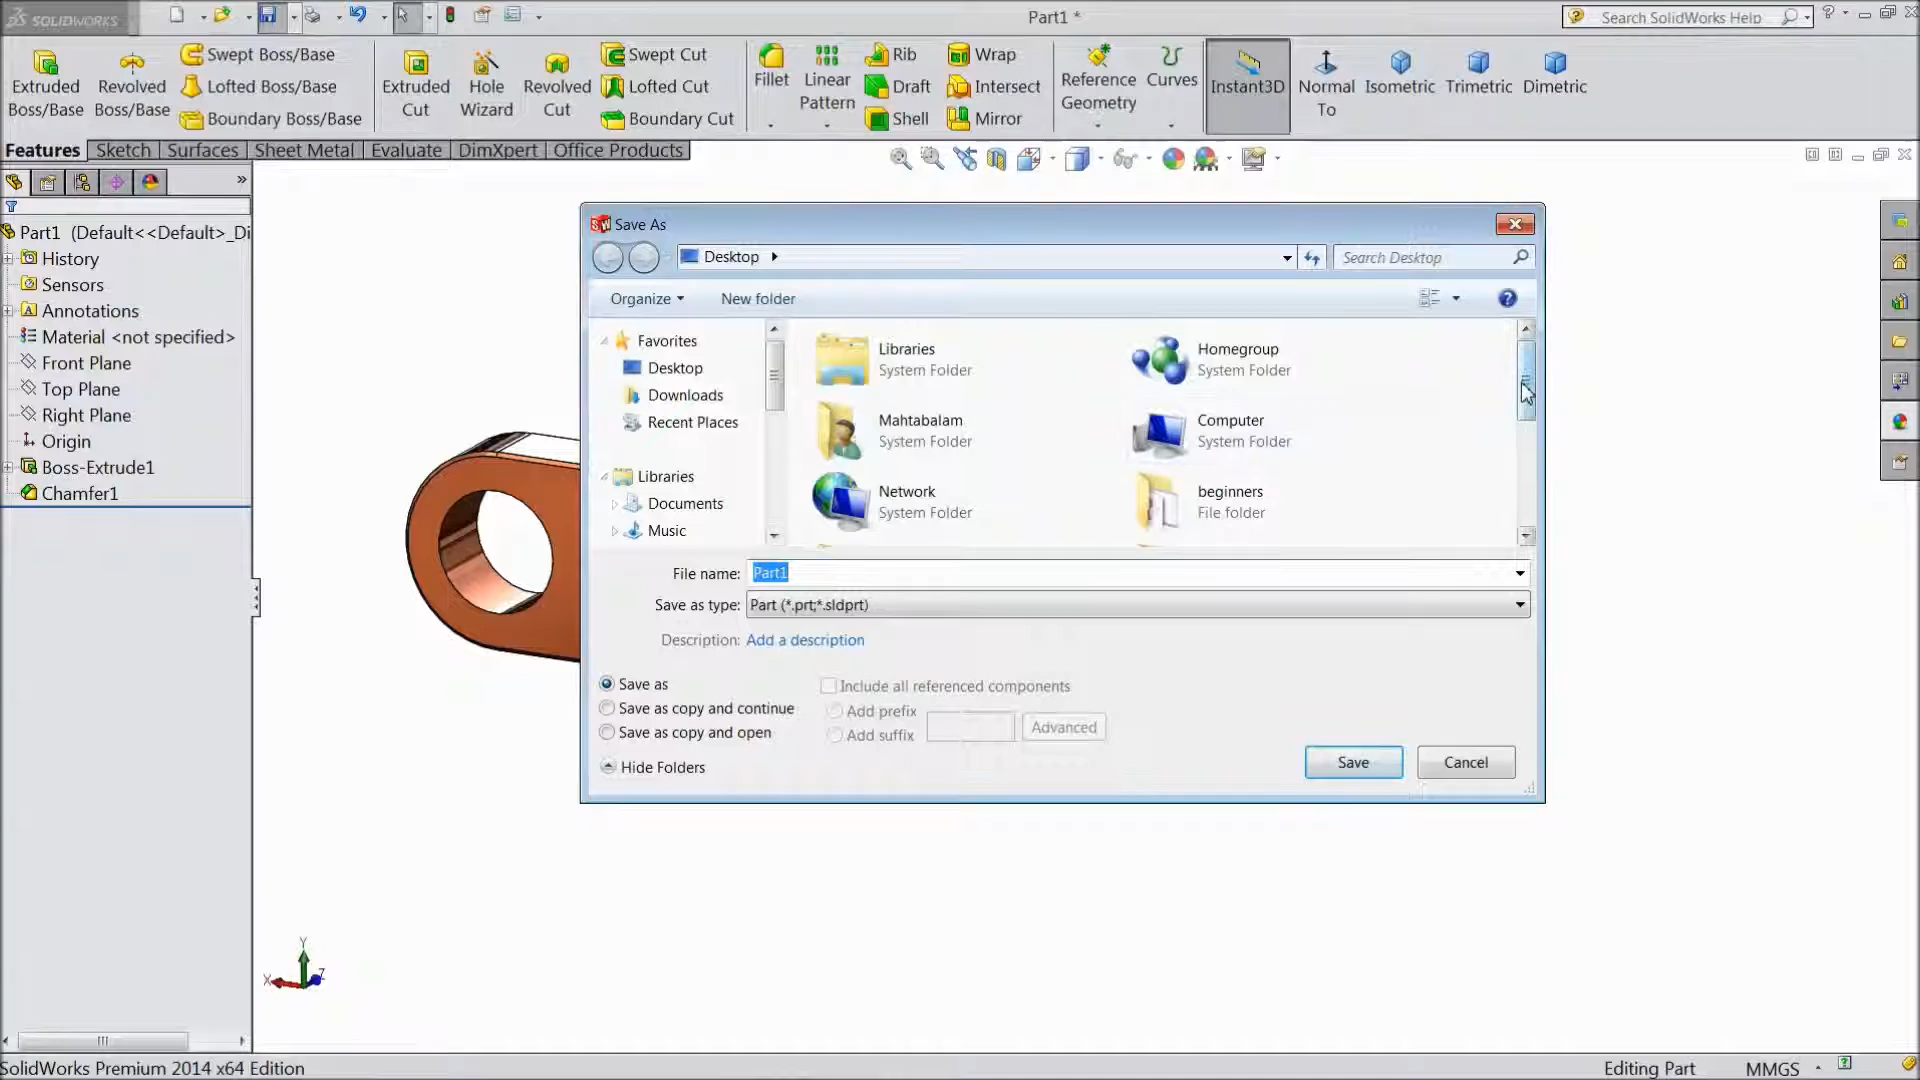 SOLIDWORKS
Part1 *
Search SolidWorks Help
Extruded Boss/Base
Revolved Boss/Base
Swept Boss/Base
Lofted Boss/Base
Boundary Boss/Base
Extruded Cut
Hole Wizard
Revolved Cut
Swept Cut
Lofted Cut
Boundary Cut
Fillet
Linear Pattern
Rib
Draft
Shell
Wrap
Intersect
Mirror
Reference Geometry
Curves
Instant3D
Normal To
Isometric
Trimetric
Dimetric
Features
Sketch
Surfaces
Sheet Metal
Evaluate
DimXpert
Office Products
Part1 (Default<<Default>_Di
History
Sensors
Annotations
Material <not specified>
Front Plane
Top Plane
Right Plane
Origin
Boss-Extrude1
Chamfer1
Save As
Desktop
Search Desktop
Organize
New folder
Favorites
Desktop
Downloads
Recent Places
Libraries
Documents
Music
Libraries
System Folder
Homegroup
System Folder
Mahtabalam
System Folder
Computer
System Folder
Network
System Folder
beginners
File folder
File name: Part1
Save as type: Part (*.prt;*.sldprt)
Description: Add a description
Save as
Save as copy and continue
Save as copy and open
Include all referenced components
Add prefix
Add suffix
Advanced
Hide Folders
Save
Cancel
Y
X
Z
SolidWorks Premium 2014 x64 Edition
Editing Part
MMGS